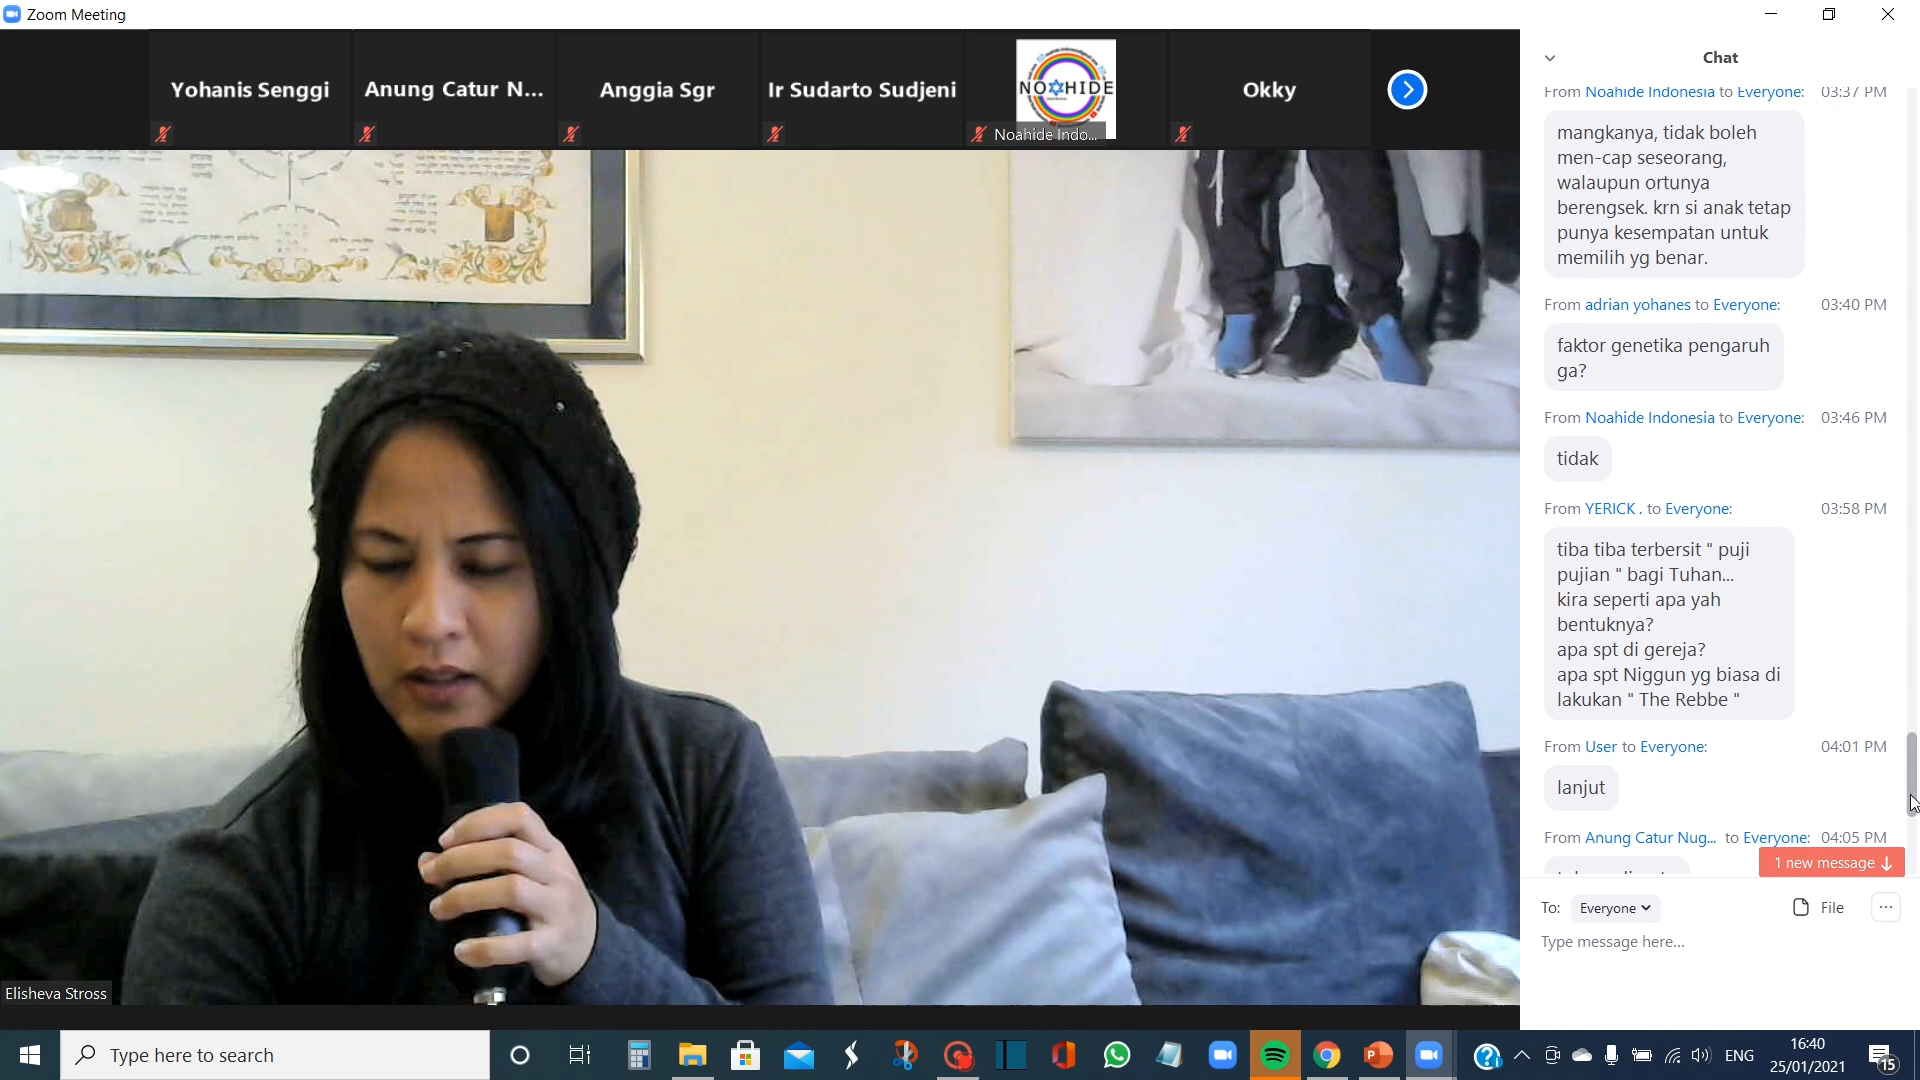 Zoom Meeting
Yohanis Senggi
Anung Catur N...
Anggia Sgr
Ir Sudarto Sudjeni
NOAHIDE
Noahide Indo...
Okky
Elisheva Stross
Chat
From Noahide Indonesia to Everyone: 03:37 PM
mangkanya, tidak boleh
men-cap seseorang,
walaupun ortunya
berengsek. krn si anak tetap
punya kesempatan untuk
memilih yg benar.
From adrian yohanes to Everyone: 03:40 PM
faktor genetika pengaruh
ga?
From Noahide Indonesia to Everyone: 03:46 PM
tidak
From YERICK . to Everyone: 03:58 PM
tiba tiba terbersit " puji
pujian " bagi Tuhan...
kira seperti apa yah
bentuknya?
apa spt di gereja?
apa spt Niggun yg biasa di
lakukan " The Rebbe "
From User to Everyone: 04:01 PM
lanjut
From Anung Catur Nug... to Everyone: 04:05 PM
1 new message
To: Everyone File
Type message here...
Type here to search
ENG
16:40
25/01/2021
15